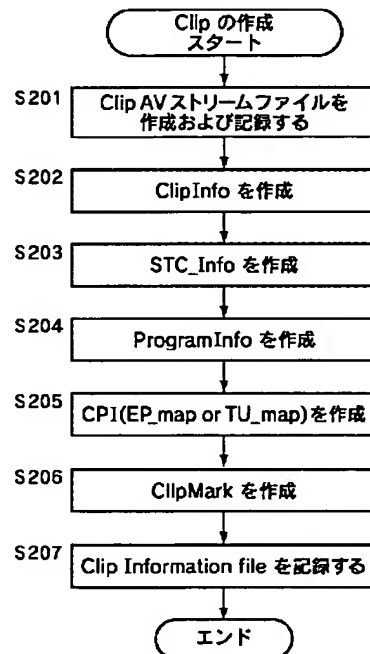 Clip の作成
スタート
S201
Clip AVストリームファイルを
作成および記録する
S202
ClipInfo を作成
S203
STC_Info を作成
S204
ProgramInfo を作成
S205
CPI(EP_map or TU_map)を作成
S206
ClipMark を作成
S207
Clip Information file を記録する
エンド